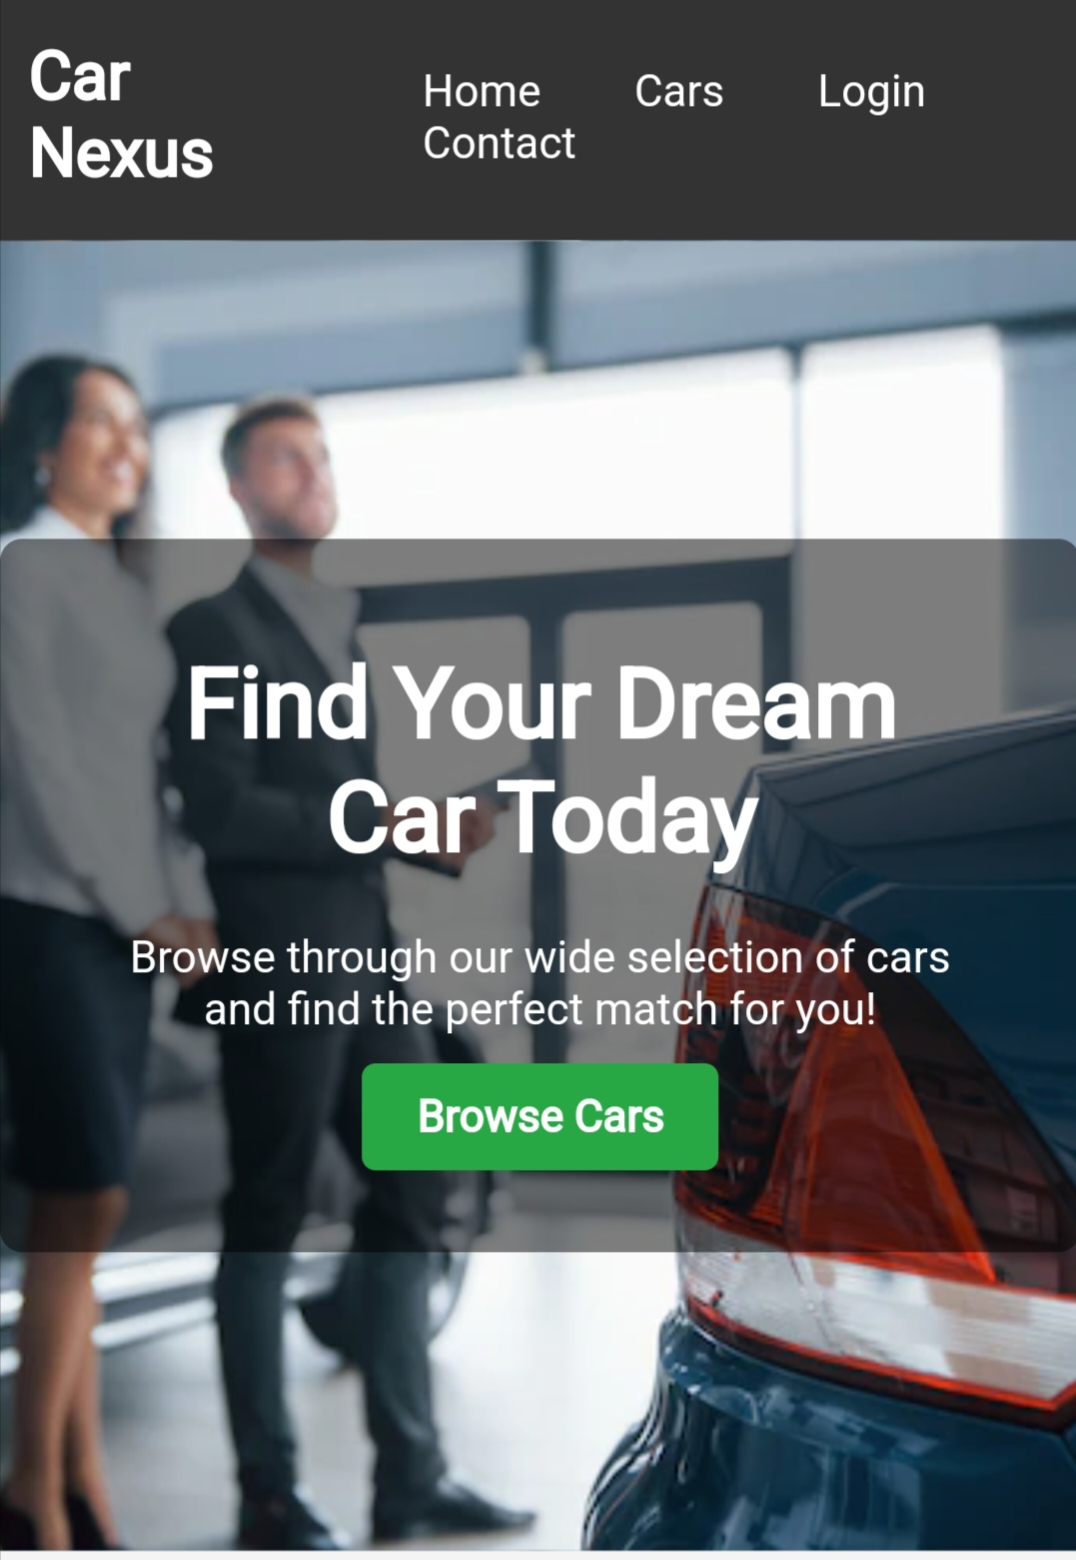 Car
Nexus
Home Cars Login
Contact
Find Your Dream
Car Today
Browse through our wide selection of cars
and find the perfect match for you!
Browse Cars